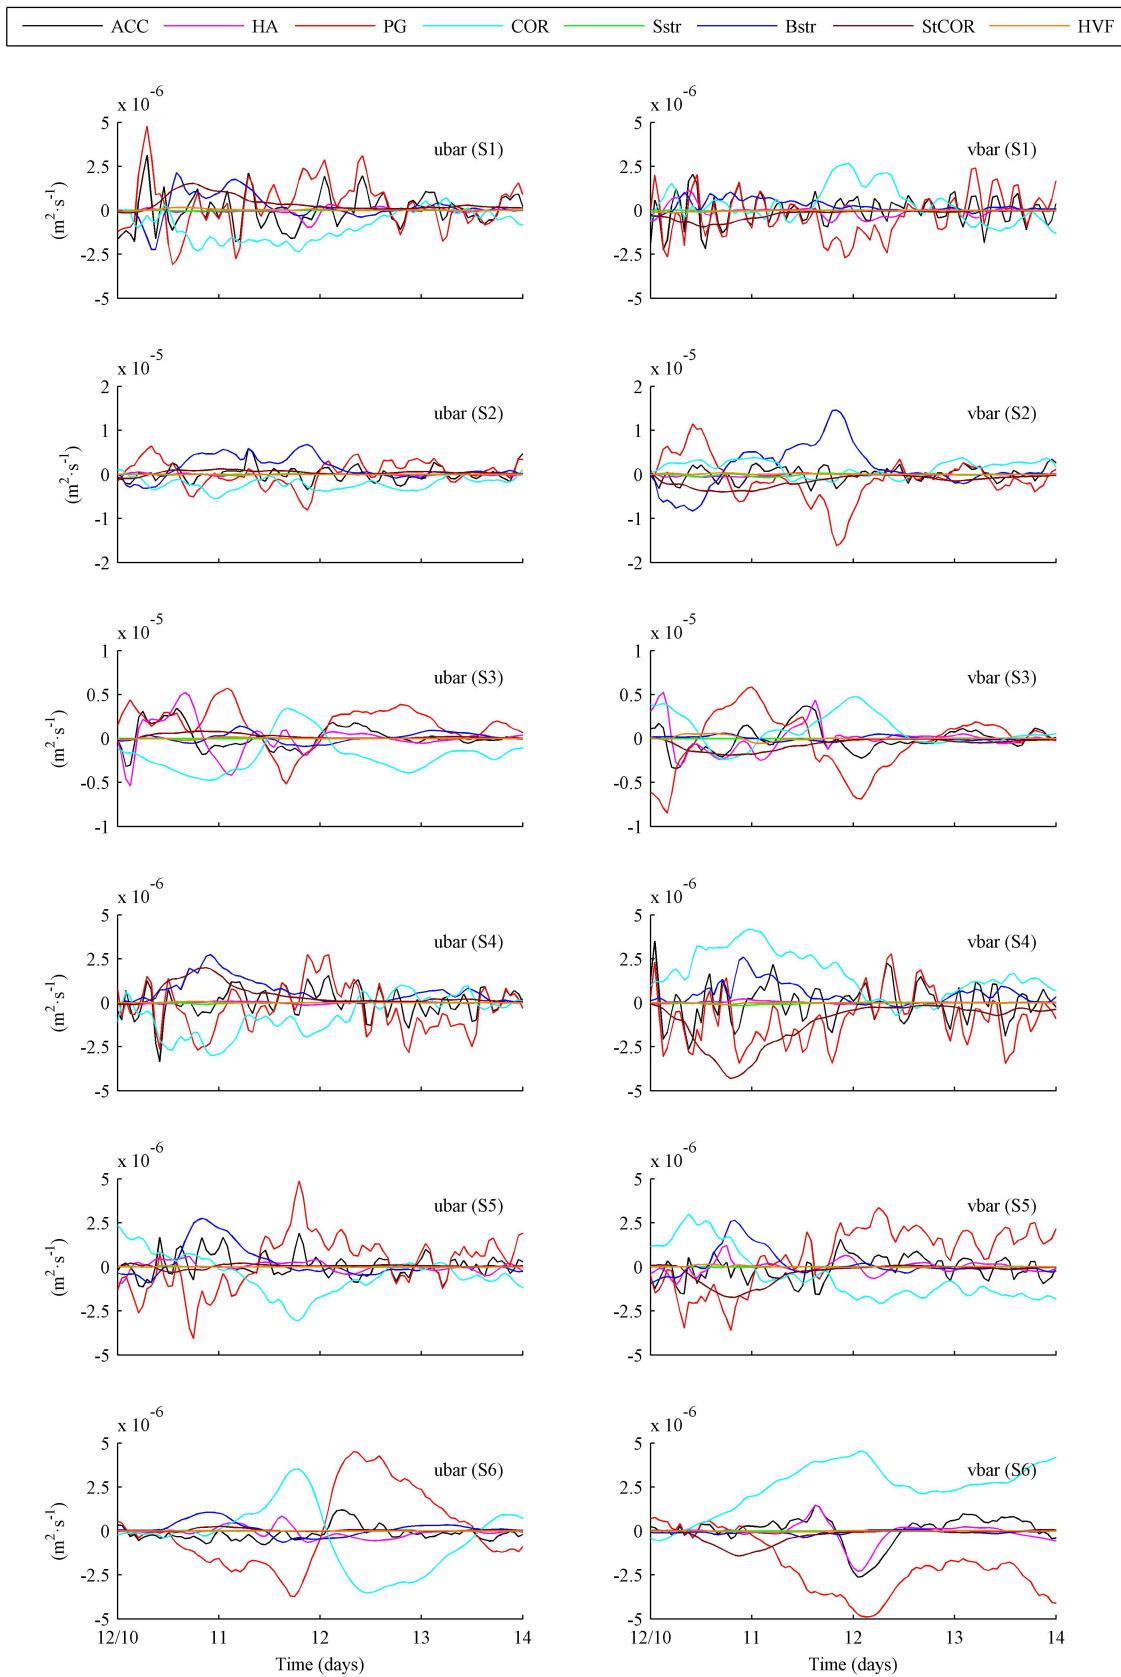 ACC HA PG COR Sstr Bstr StCOR HVF
x 10⁻⁶ x 10⁻⁶
5 5
ubar (S1) vbar (S1)
2.5 2.5
(m²·s⁻¹) 0 0
-2.5 -2.5
-5 -5
x 10⁻⁵ x 10⁻⁵
2 2
ubar (S2) vbar (S2)
1 1
(m²·s⁻¹) 0 0
-1 -1
-2 -2
x 10⁻⁵ x 10⁻⁵
1 1
ubar (S3) vbar (S3)
0.5 0.5
(m²·s⁻¹) 0 0
-0.5 -0.5
-1 -1
x 10⁻⁶ x 10⁻⁶
5 5
ubar (S4) vbar (S4)
2.5 2.5
(m²·s⁻¹) 0 0
-2.5 -2.5
-5 -5
x 10⁻⁶ x 10⁻⁶
5 5
ubar (S5) vbar (S5)
2.5 2.5
(m²·s⁻¹) 0 0
-2.5 -2.5
-5 -5
x 10⁻⁶ x 10⁻⁶
5 5
ubar (S6) vbar (S6)
2.5 2.5
(m²·s⁻¹) 0 0
-2.5 -2.5
-5 -5
12/10 11 12 13 14 12/10 11 12 13 14
Time (days) Time (days)